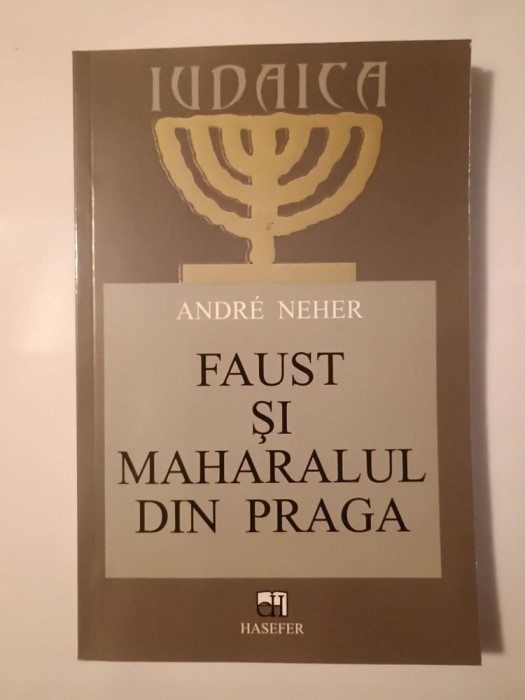 IUDAICA
ANDRÉ NEHER
FAUST
ŞI
MAHARALUL
DIN PRAGA
HASEFER